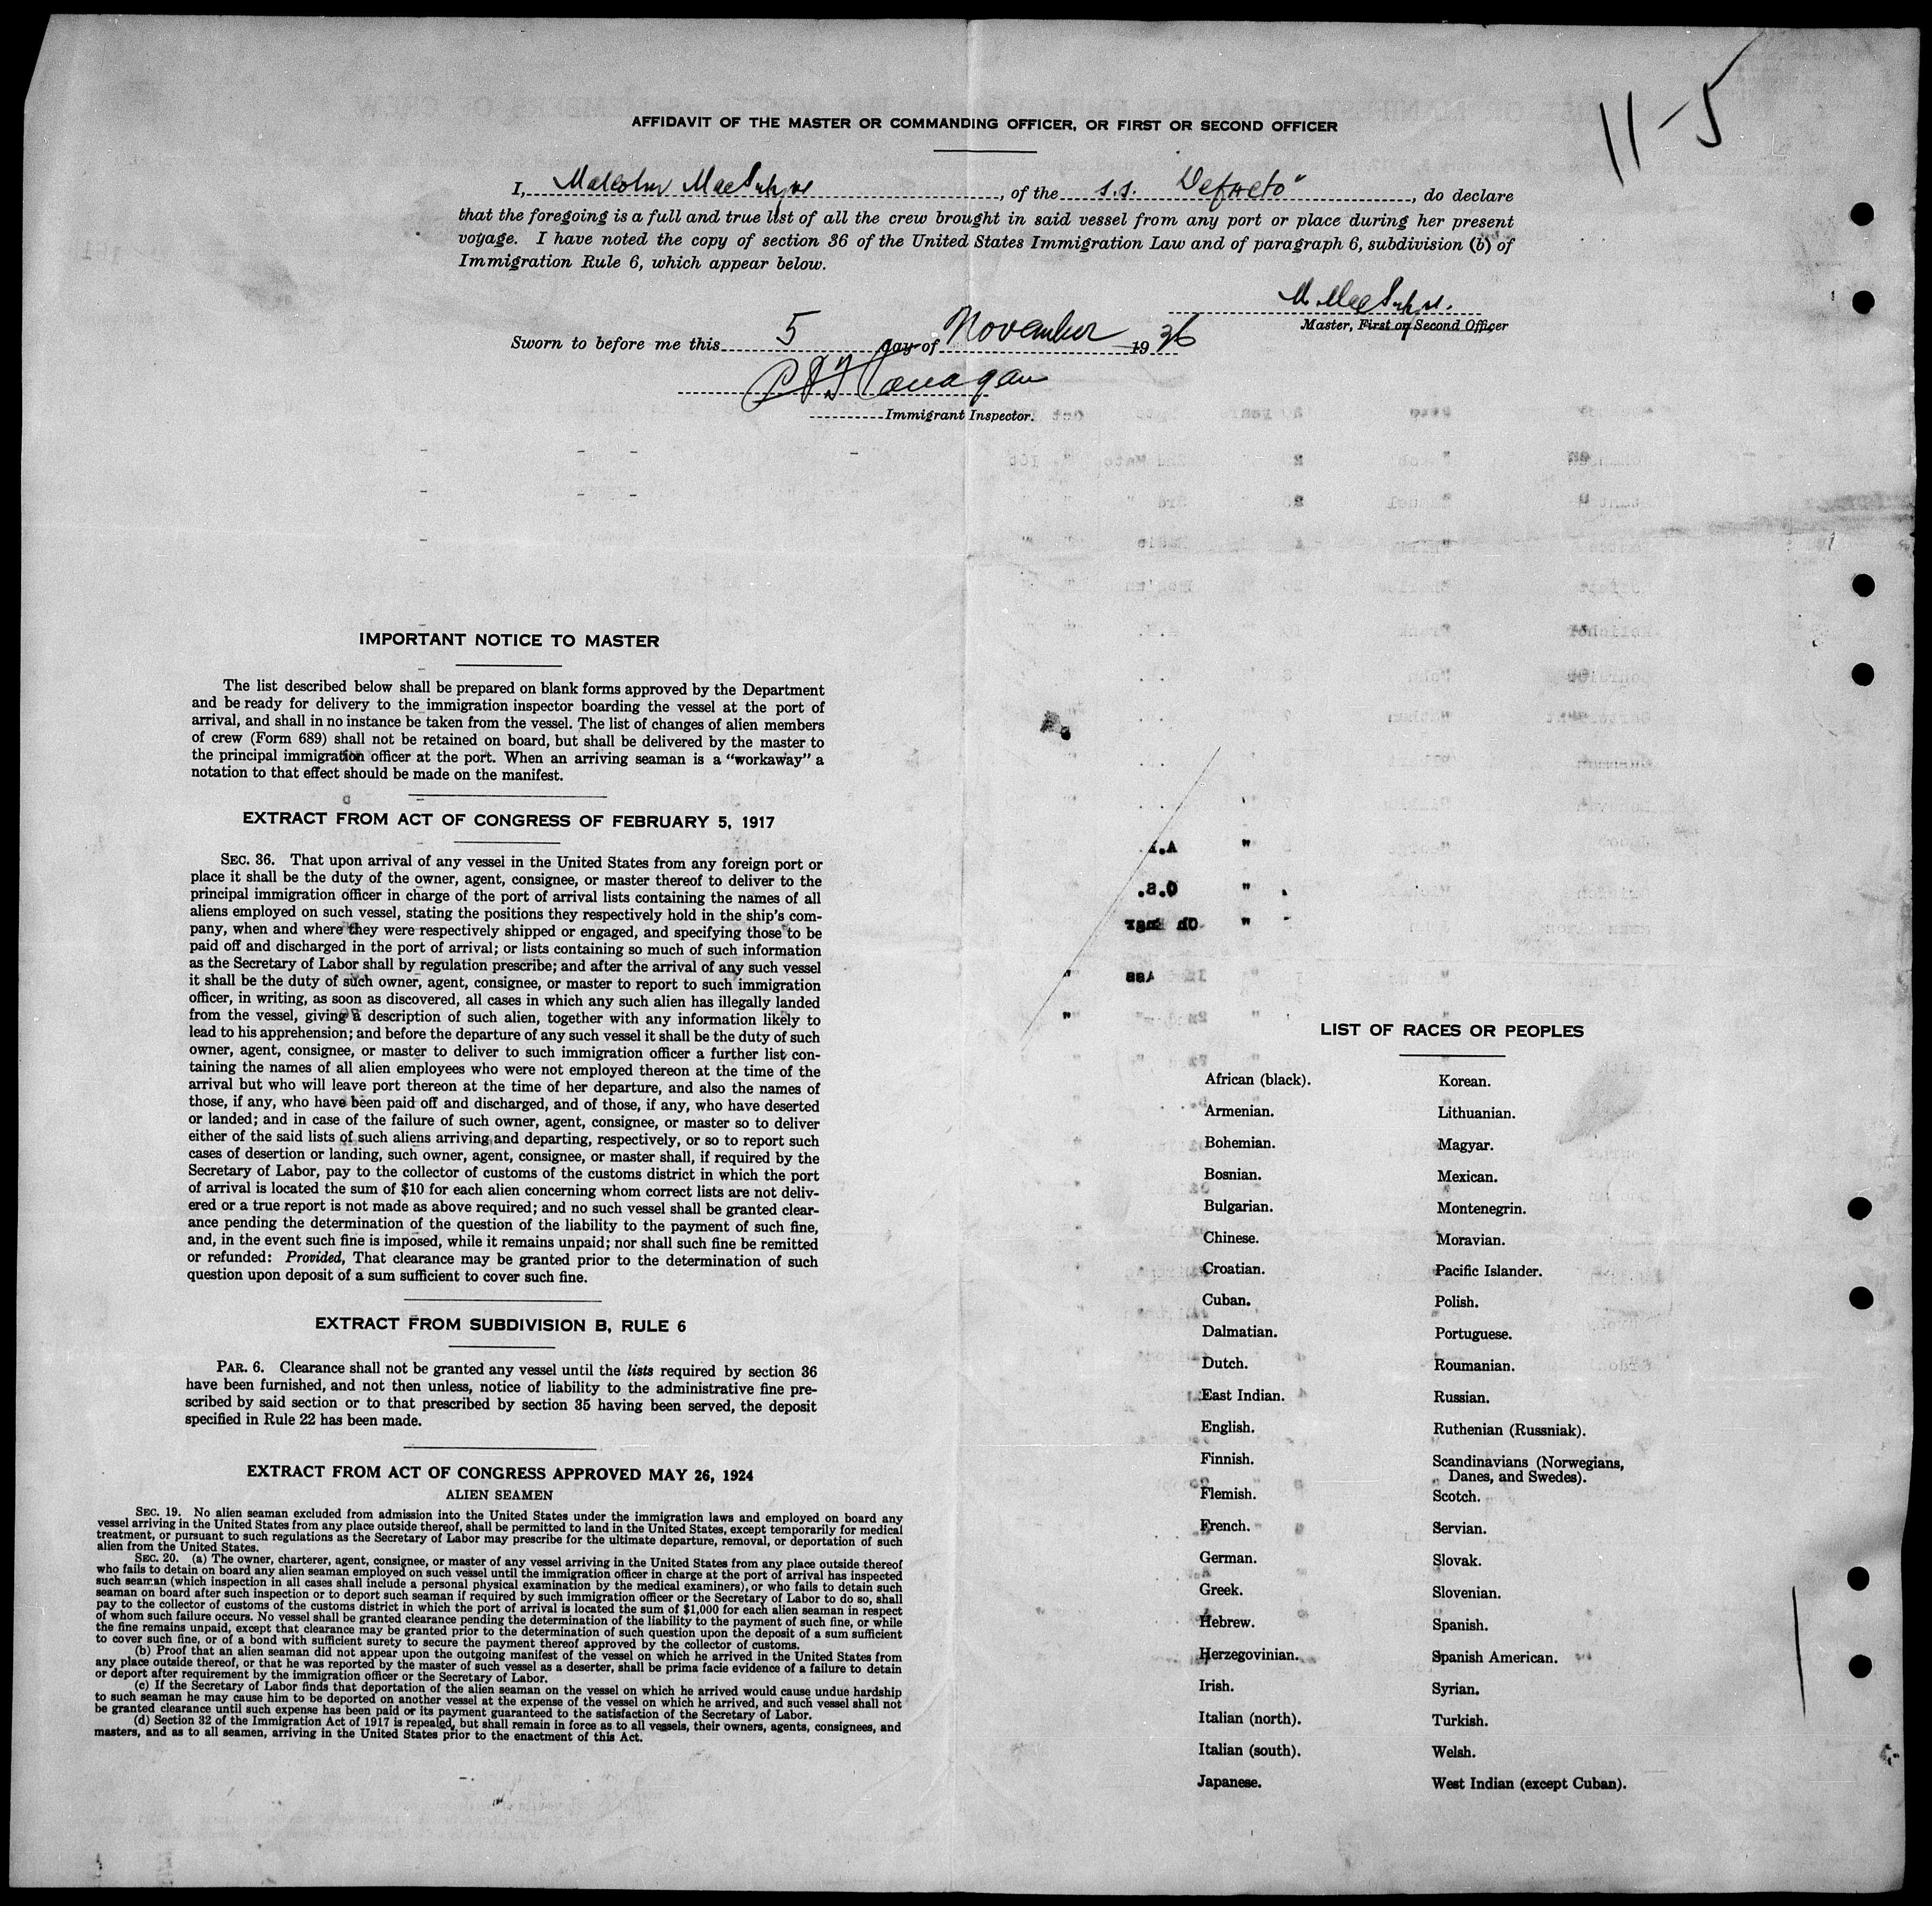 11-5
AFFIDAVIT OF THE MASTER OR COMMANDING OFFICER, OR FIRST OR SECOND OFFICER
I, Malcolm , of the s.s. , do declare
that the foregoing is a full and true list of all the crew brought in said vessel from any port or place during her present
voyage. I have noted the copy of section 36 of the United States Immigration Law and of paragraph 6, subdivision (b) of
Immigration Rule 6, which appear below.
Master, First or Second Officer
Sworn to before me this 5 day of November 1936
Immigrant Inspector.
IMPORTANT NOTICE TO MASTER
The list described below shall be prepared on blank forms approved by the Department
and be ready for delivery to the immigration inspector boarding the vessel at the port of
arrival, and shall in no instance be taken from the vessel. The list of changes of alien members
of crew (Form 689) shall not be retained on board, but shall be delivered by the master to
the principal immigration officer at the port. When an arriving seaman is a “workaway” a
notation to that effect should be made on the manifest.
EXTRACT FROM ACT OF CONGRESS OF FEBRUARY 5, 1917
SEC. 36. That upon arrival of any vessel in the United States from any foreign port or
place it shall be the duty of the owner, agent, consignee, or master thereof to deliver to the
principal immigration officer in charge of the port of arrival lists containing the names of all
aliens employed on such vessel, stating the positions they respectively hold in the ship's com-
pany, when and where they were respectively shipped or engaged, and specifying those to be
paid off and discharged in the port of arrival; or lists containing so much of such information
as the Secretary of Labor shall by regulation prescribe; and after the arrival of any such vessel
it shall be the duty of such owner, agent, consignee, or master to report to such immigration
officer, in writing, as soon as discovered, all cases in which any such alien has illegally landed
from the vessel, giving a description of such alien, together with any information likely to
lead to his apprehension; and before the departure of any such vessel it shall be the duty of such
owner, agent, consignee, or master to deliver to such immigration officer a further list con-
taining the names of all alien employees who were not employed thereon at the time of the
arrival but who will leave port thereon at the time of her departure, and also the names of
those, if any, who have been paid off and discharged, and of those, if any, who have deserted
or landed; and in case of the failure of such owner, agent, consignee, or master so to deliver
either of the said lists of such aliens arriving and departing, respectively, or so to report such
cases of desertion or landing, such owner, agent, consignee, or master shall, if required by the
Secretary of Labor, pay to the collector of customs of the customs district in which the port
of arrival is located the sum of $10 for each alien concerning whom correct lists are not deliv-
ered or a true report is not made as above required; and no such vessel shall be granted clear-
ance pending the determination of the question of the liability to the payment of such fine,
and, in the event such fine is imposed, while it remains unpaid; nor shall such fine be remitted
or refunded: Provided, That clearance may be granted prior to the determination of such
question upon deposit of a sum sufficient to cover such fine.
EXTRACT FROM SUBDIVISION B, RULE 6
PAR. 6. Clearance shall not be granted any vessel until the lists required by section 36
have been furnished, and not then unless, notice of liability to the administrative fine pre-
scribed by said section or to that prescribed by section 35 having been served, the deposit
specified in Rule 22 has been made.
EXTRACT FROM ACT OF CONGRESS APPROVED MAY 26, 1924
ALIEN SEAMEN
SEC. 19. No alien seaman excluded from admission into the United States under the immigration laws and employed on board any
vessel arriving in the United States from any place outside thereof, shall be permitted to land in the United States, except temporarily for medical
treatment, or pursuant to such regulations as the Secretary of Labor may prescribe for the ultimate departure, removal, or deportation of such
alien from the United States.
SEC. 20. (a) The owner, charterer, agent, consignee, or master of any vessel arriving in the United States from any place outside thereof
who fails to detain on board any alien seaman employed on such vessel until the immigration officer in charge at the port of arrival has inspected
such seaman (which inspection in all cases shall include a personal physical examination by the medical examiners), or who fails to detain such
seaman on board after such inspection or to deport such seaman if required by such immigration officer or the Secretary of Labor to do so, shall
pay to the collector of customs of the customs district in which the port of arrival is located the sum of $1,000 for each alien seaman in respect
of whom such failure occurs. No vessel shall be granted clearance pending the determination of the liability to the payment of such fine, or while
the fine remains unpaid, except that clearance may be granted prior to the determination of such question upon the deposit of a sum sufficient
to cover such fine, or of a bond with sufficient surety to secure the payment thereof approved by the collector of customs.
(b) Proof that an alien seaman did not appear upon the outgoing manifest of the vessel on which he arrived in the United States from
any place outside thereof, or that he was reported by the master of such vessel as a deserter, shall be prima facie evidence of a failure to detain
or deport after requirement by the immigration officer or the Secretary of Labor.
(c) If the Secretary of Labor finds that deportation of the alien seaman on the vessel on which he arrived would cause undue hardship
to such seaman he may cause him to be deported on another vessel at the expense of the vessel on which he arrived, and such vessel shall not
be granted clearance until such expense has been paid or its payment guaranteed to the satisfaction of the Secretary of Labor.
(d) Section 32 of the Immigration Act of 1917 is repealed, but shall remain in force as to all vessels, their owners, agents, consignees, and
masters, and as to all seamen, arriving in the United States prior to the enactment of this Act.
LIST OF RACES OR PEOPLES
African (black).
Armenian.
Bohemian.
Bosnian.
Bulgarian.
Chinese.
Croatian.
Cuban.
Dalmatian.
Dutch.
East Indian.
English.
Finnish.
Flemish.
French.
German.
Greek.
Hebrew.
Herzegovinian.
Irish.
Italian (north).
Italian (south).
Japanese.
Korean.
Lithuanian.
Magyar.
Mexican.
Montenegrin.
Moravian.
Pacific Islander.
Polish.
Portuguese.
Roumanian.
Russian.
Ruthenian (Russniak).
Scandinavians (Norwegians,
Danes, and Swedes).
Scotch.
Servian.
Slovak.
Slovenian.
Spanish.
Spanish American.
Syrian.
Turkish.
Welsh.
West Indian (except Cuban).